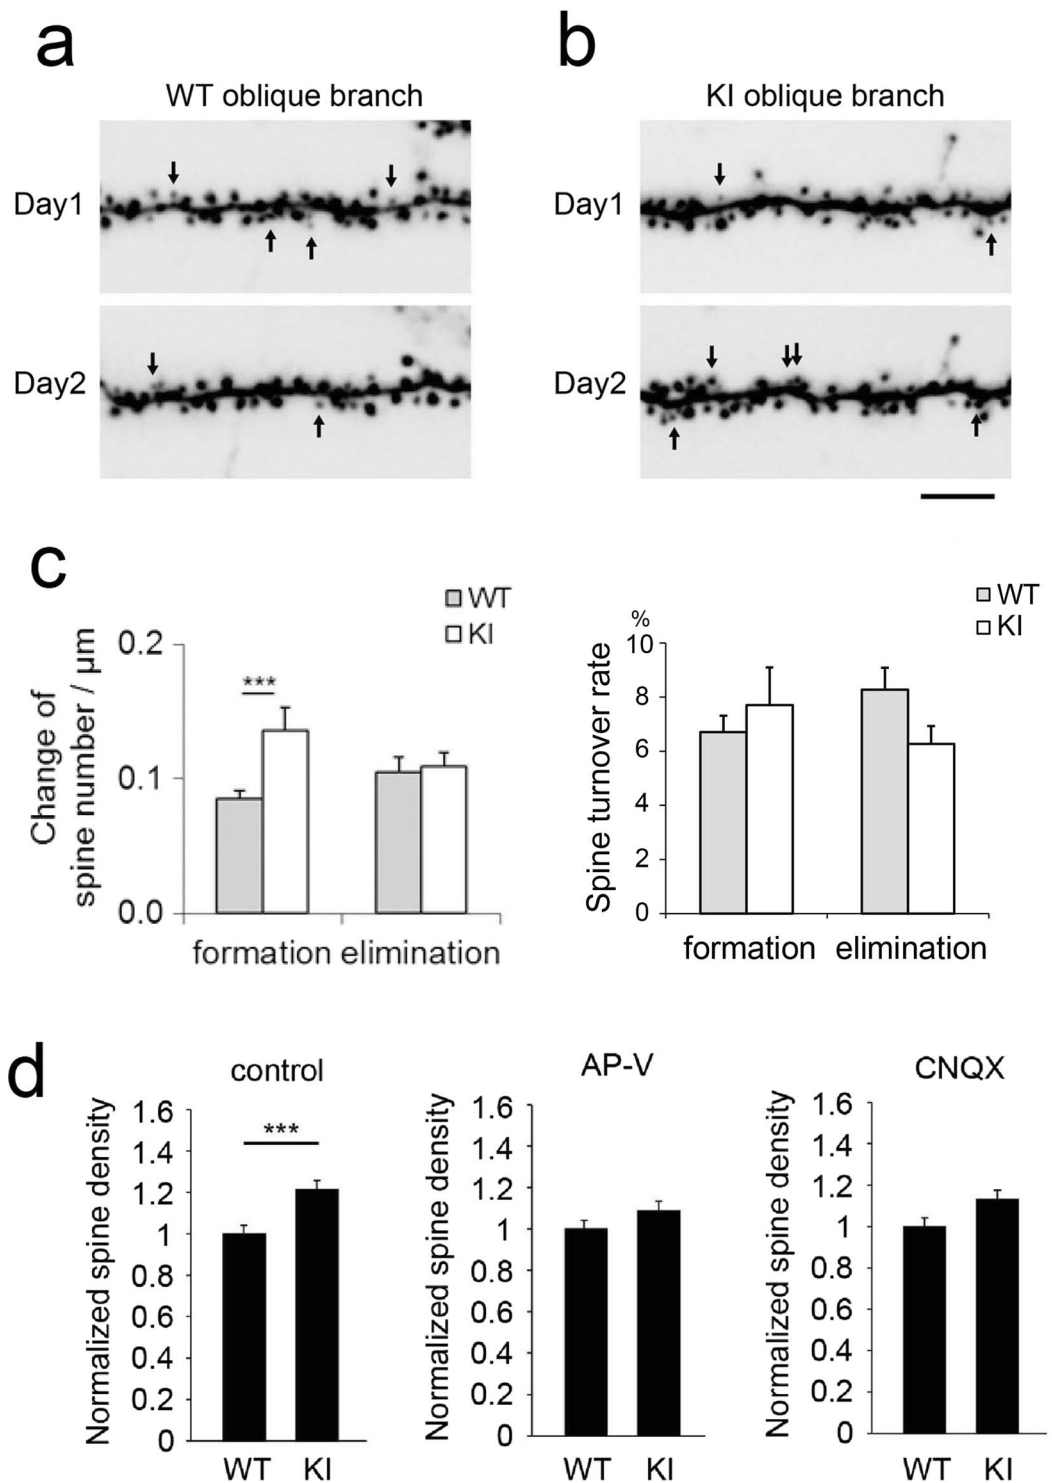 a
b
WT oblique branch
KI oblique branch
Day1
Day1
Day2
Day2
c
WT
KI
Change of
spine number / μm
0.2
0.1
0.0
***
formation
elimination
WT
KI
%
Spine turnover rate
10
8
6
4
2
0
formation
elimination
d
control
Normalized spine density
1.6
1.4
1.2
1
0.8
0.6
0.4
0.2
0
***
WT
KI
AP-V
Normalized spine density
1.6
1.4
1.2
1
0.8
0.6
0.4
0.2
0
WT
KI
CNQX
Normalized spine density
1.6
1.4
1.2
1
0.8
0.6
0.4
0.2
0
WT
KI